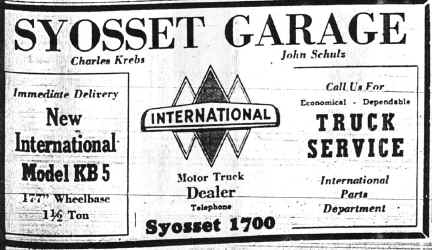 SYOSSET GARAGE
Charles Krebs
John Schulz
Immediate Delivery
New
International
Model KB 5
177" Wheelbase
1½ Ton
INTERNATIONAL
Motor Truck
Dealer
Telephone
Syosset 1700
Call Us For
Economical - Dependable
TRUCK
SERVICE
International
Parts
Department